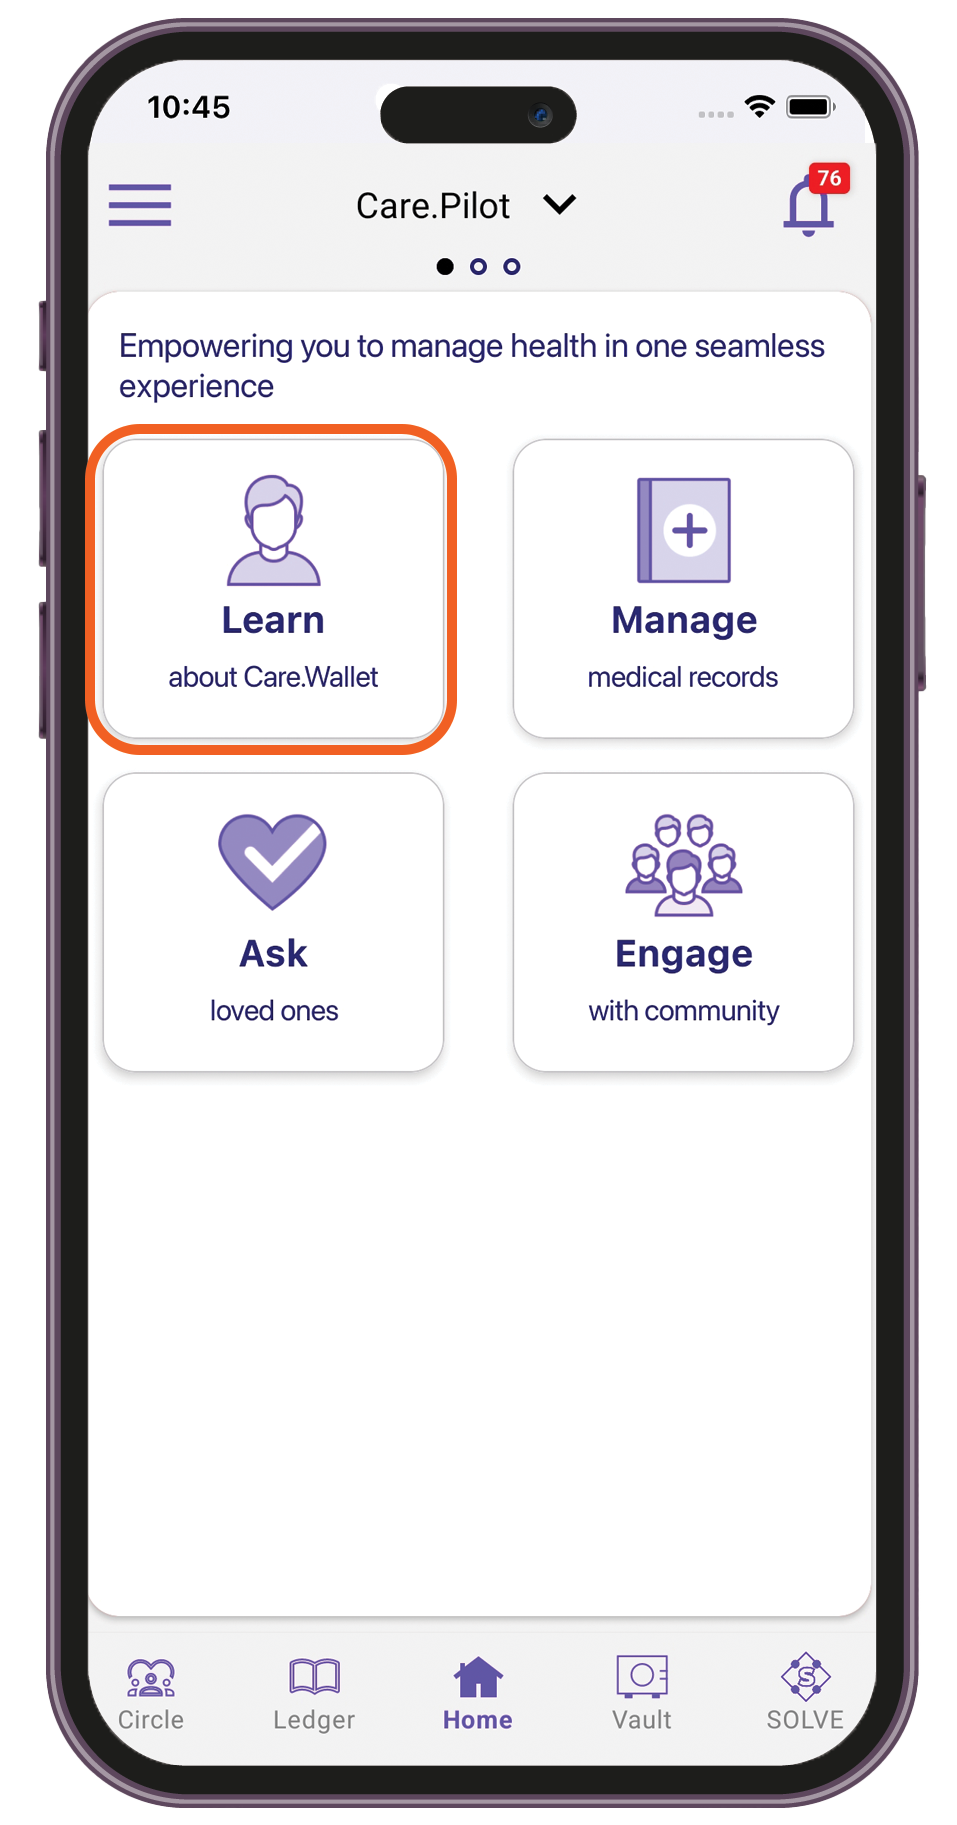 10:45
Care.Pilot
76
Empowering you to manage health in one seamless
experience
Learn
about Care.Wallet
Manage
medical records
Ask
loved ones
Engage
with community
Circle
Ledger
Home
Vault
S
SOLVE